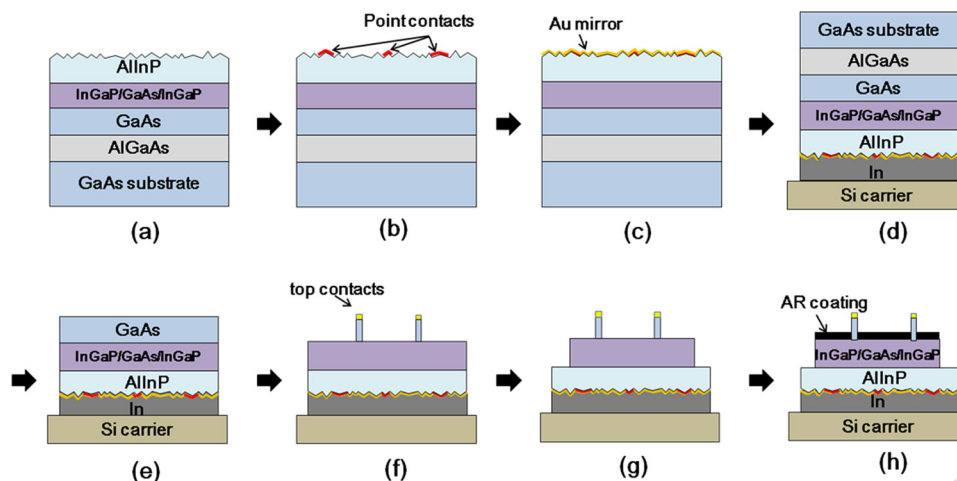 AlInP
InGaP/GaAs/InGaP
GaAs
AlGaAs
GaAs substrate
(a)
Point contacts
(b)
Au mirror
(c)
GaAs substrate
AlGaAs
GaAs
InGaP/GaAs/InGaP
AlInP
In
Si carrier
(d)
GaAs
InGaP/GaAs/InGaP
AlInP
In
Si carrier
(e)
top contacts
(f)
(g)
AR coating
InGaP/GaAs/InGaP
AlInP
In
Si carrier
(h)